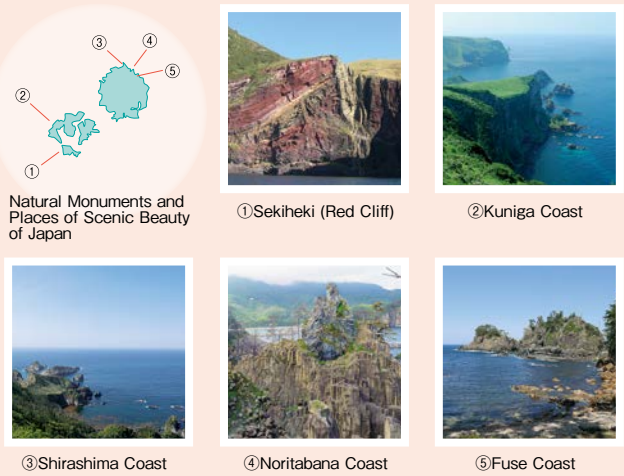 ③
④
⑤
②
①
Natural Monuments and
Places of Scenic Beauty
of Japan
①Sekiheki (Red Cliff)
②Kuniga Coast
③Shirashima Coast
④Noritabana Coast
⑤Fuse Coast